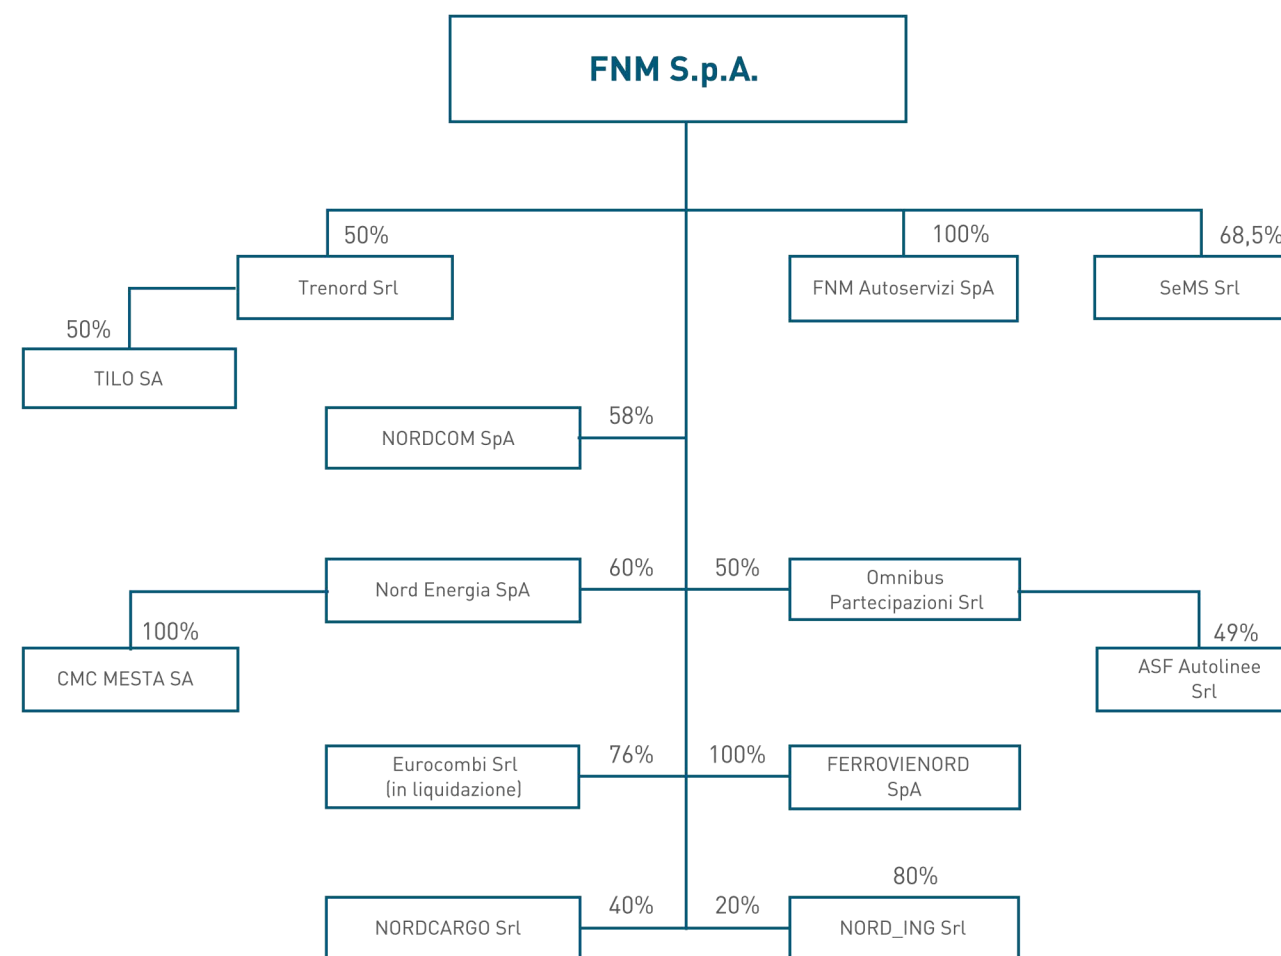 FNM S.p.A.
50%
100%
68,5%
Trenord Srl
FNM Autoservizi SpA
SeMS Srl
50%
TILO SA
58%
NORDCOM SpA
60%
50%
Nord Energia SpA
Omnibus
Partecipazioni Srl
100%
49%
CMC MESTA SA
ASF Autolinee
Srl
76%
100%
Eurocombi Srl
(in liquidazione)
FERROVIENORD
SpA
80%
40%
20%
NORDCARGO Srl
NORD_ING Srl